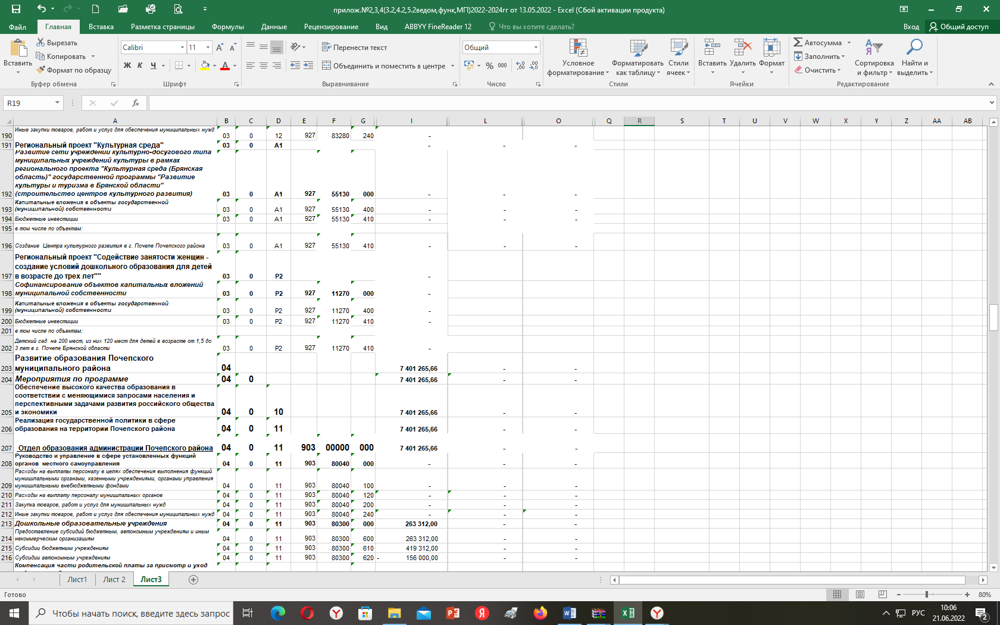 прилож.№2,3,4(3.2,4.2,5.2ведом,функ,МП)2022-2024гг от 13.05.2022 - Excel (Сбой активации продукта)
Файл Главная Вставка Разметка страницы Формулы Данные Рецензирование Вид ABBYY FineReader 12 Что вы хотите сделать? Вход Общий доступ
Вставить
Вырезать
Копировать
Формат по образцу
Буфер обмена
Calibri 11
Ж К Ч
Шрифт
Перенести текст
Объединить и поместить в центре
Выравнивание
Общий
% 000
Число
Условное форматирование
Форматировать как таблицу
Стили ячеек
Стили
Вставить Удалить Формат
Ячейки
Автосумма
Заполнить
Очистить
Сортировка и фильтр
Найти и выделить
Редактирование
R19 fx
A B C D E F G I L O Q R S T U V W X Y Z AA AB
190 Иные закупки товаров, работ и услуг для обеспечения муниципальных нужд 03 0 12 927 83280 240 -
191 Региональный проект "Культурная среда" 03 0 А1 - - -
Развитие сети учреждений культурно-досугового типа
муниципальных учреждений культуры в рамках
регионального проекта "Культурная среда (Брянская
область)" государственной программы "Развитие
культуры и туризма в Брянской области"
192 (строительство центров культурного развития) 03 0 А1 927 55130 000 - - -
Капитальные вложения в объекты государственной
193 (муниципальной) собственности 03 0 А1 927 55130 400 - - -
194 Бюджетные инвестиции 03 0 А1 927 55130 410 - - -
195 в том числе по объектам:
196 Создание Центра культурного развития в г. Почепе Почепского района 03 0 А1 927 55130 410 - - -
Региональный проект "Содействие занятости женщин -
создание условий дошкольного образования для детей
197 в возрасте до трех лет"" 03 0 Р2 -
Софинансирование объектов капитальных вложений
198 муниципальной собственности 03 0 Р2 927 11270 000 -
Капитальные вложения в объекты государственной
199 (муниципальной) собственности 03 0 Р2 927 11270 400 -
200 Бюджетные инвестиции 03 0 Р2 927 11270 410 -
201 в том числе по объектам:
Детский сад на 200 мест, из них 120 мест для детей в возрасте от 1,5 до
202 3 лет в г. Почепе Брянской области 03 0 Р2 927 11270 410 -
Развитие образования Почепского
203 муниципального района 04 7 401 265,66 - -
204 Мероприятия по программе 04 0 7 401 265,66 - -
Обеспечение высокого качества образования в
соответствии с меняющимися запросами населения и
перспективными задачами развития российского общества
205 и экономики 04 0 10 7 401 265,66 - -
Реализация государственной политики в сфере
206 образования на территории Почепского района 04 0 11 7 401 265,66 - -
207 Отдел образования администрации Почепского района 04 0 11 903 00000 000 7 401 265,66 - -
Руководство и управление в сфере установленных функций
208 органов местного самоуправления 04 0 11 903 80040 000 - - -
Расходы на выплаты персоналу в целях обеспечения выполнения функций
муниципальными органами, казенными учреждениями, органами управления
209 муниципальными внебюджетными фондами 04 0 11 903 80040 100 - - -
210 Расходы на выплату персоналу муниципальных органов 04 0 11 903 80040 120 - - -
211 Закупка товаров, работ и услуг для муниципальных нужд 04 0 11 903 80040 200 - - -
212 Иные закупки товаров, работ и услуг для обеспечения муниципальных нужд 04 0 11 903 80040 240 - - -
213 Дошкольные образовательные учреждения 04 0 11 903 80300 000 263 312,00 - -
Предоставление субсидий бюджетным, автономным учреждениям и иным
214 некоммерческим организациям 04 0 11 903 80300 600 263 312,00 - -
215 Субсидии бюджетным учреждениям 04 0 11 903 80300 610 419 312,00 - -
216 Субсидии автономным учреждениям 04 0 11 903 80300 620 - 156 000,00 - -
Компенсация части родительской платы за присмотр и уход
Лист1 Лист 2 Лист3
Готово 80%
Чтобы начать поиск, введите здесь запрос
РУС 10:06
21.06.2022
2